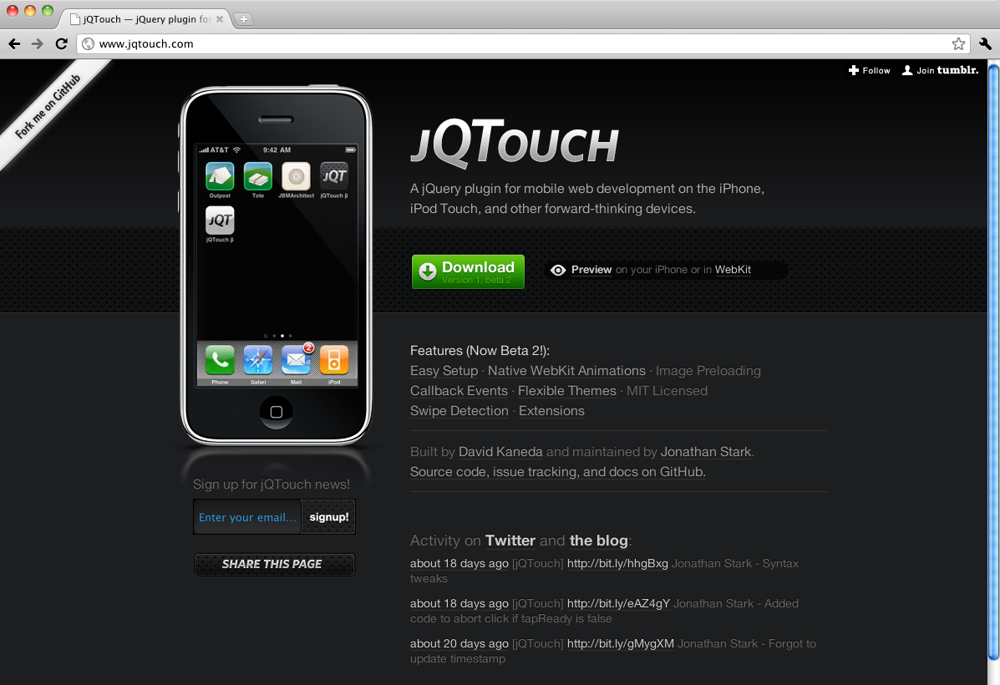 jQTouch — jQuery plugin for
www.jqtouch.com
Fork me on GitHub
Follow
Join tumblr.
AT&T 9:42 AM
Outpost Tote JBMArchitect jQTouch β
JQT
JQT
jQTouch β
2
Phone Safari Mail iPod
JQTOUCH
A jQuery plugin for mobile web development on the iPhone,
iPod Touch, and other forward-thinking devices.
Download
Version 1, beta 2
Preview on your iPhone or in WebKit
Features (Now Beta 2!):
Easy Setup · Native WebKit Animations · Image Preloading
Callback Events · Flexible Themes · MIT Licensed
Swipe Detection · Extensions
Built by David Kaneda and maintained by Jonathan Stark.
Source code, issue tracking, and docs on GitHub.
Sign up for jQTouch news!
Enter your email...
signup!
SHARE THIS PAGE
Activity on Twitter and the blog:
about 18 days ago [jQTouch] http://bit.ly/hhgBxg Jonathan Stark - Syntax
tweaks
about 18 days ago [jQTouch] http://bit.ly/eAZ4gY Jonathan Stark - Added
code to abort click if tapReady is false
about 20 days ago [jQTouch] http://bit.ly/gMygXM Jonathan Stark - Forgot to
update timestamp